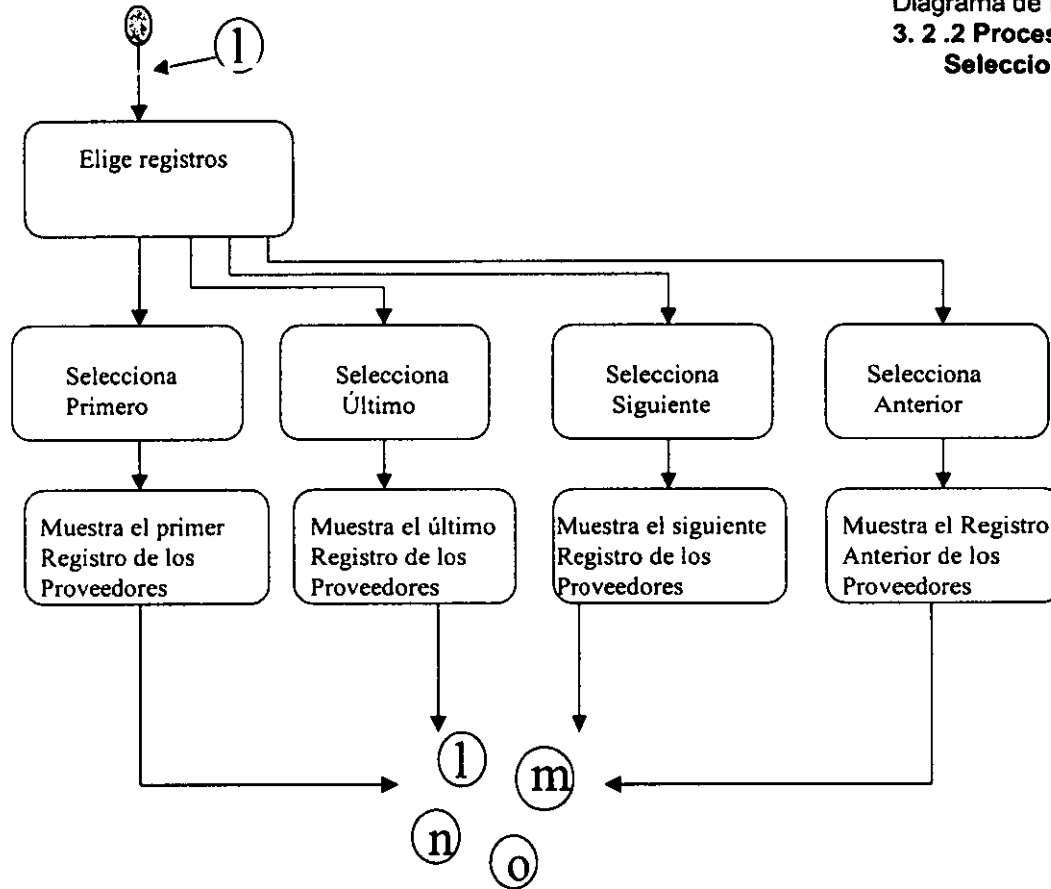 Diagrama de
3. 2 .2 Proces
Seleccio
l
Elige registros
Selecciona
Primero
Selecciona
Último
Selecciona
Siguiente
Selecciona
Anterior
Muestra el primer
Registro de los
Proveedores
Muestra el último
Registro de los
Proveedores
Muestra el siguiente
Registro de los
Proveedores
Muestra el Registro
Anterior de los
Proveedores
l
m
n
o